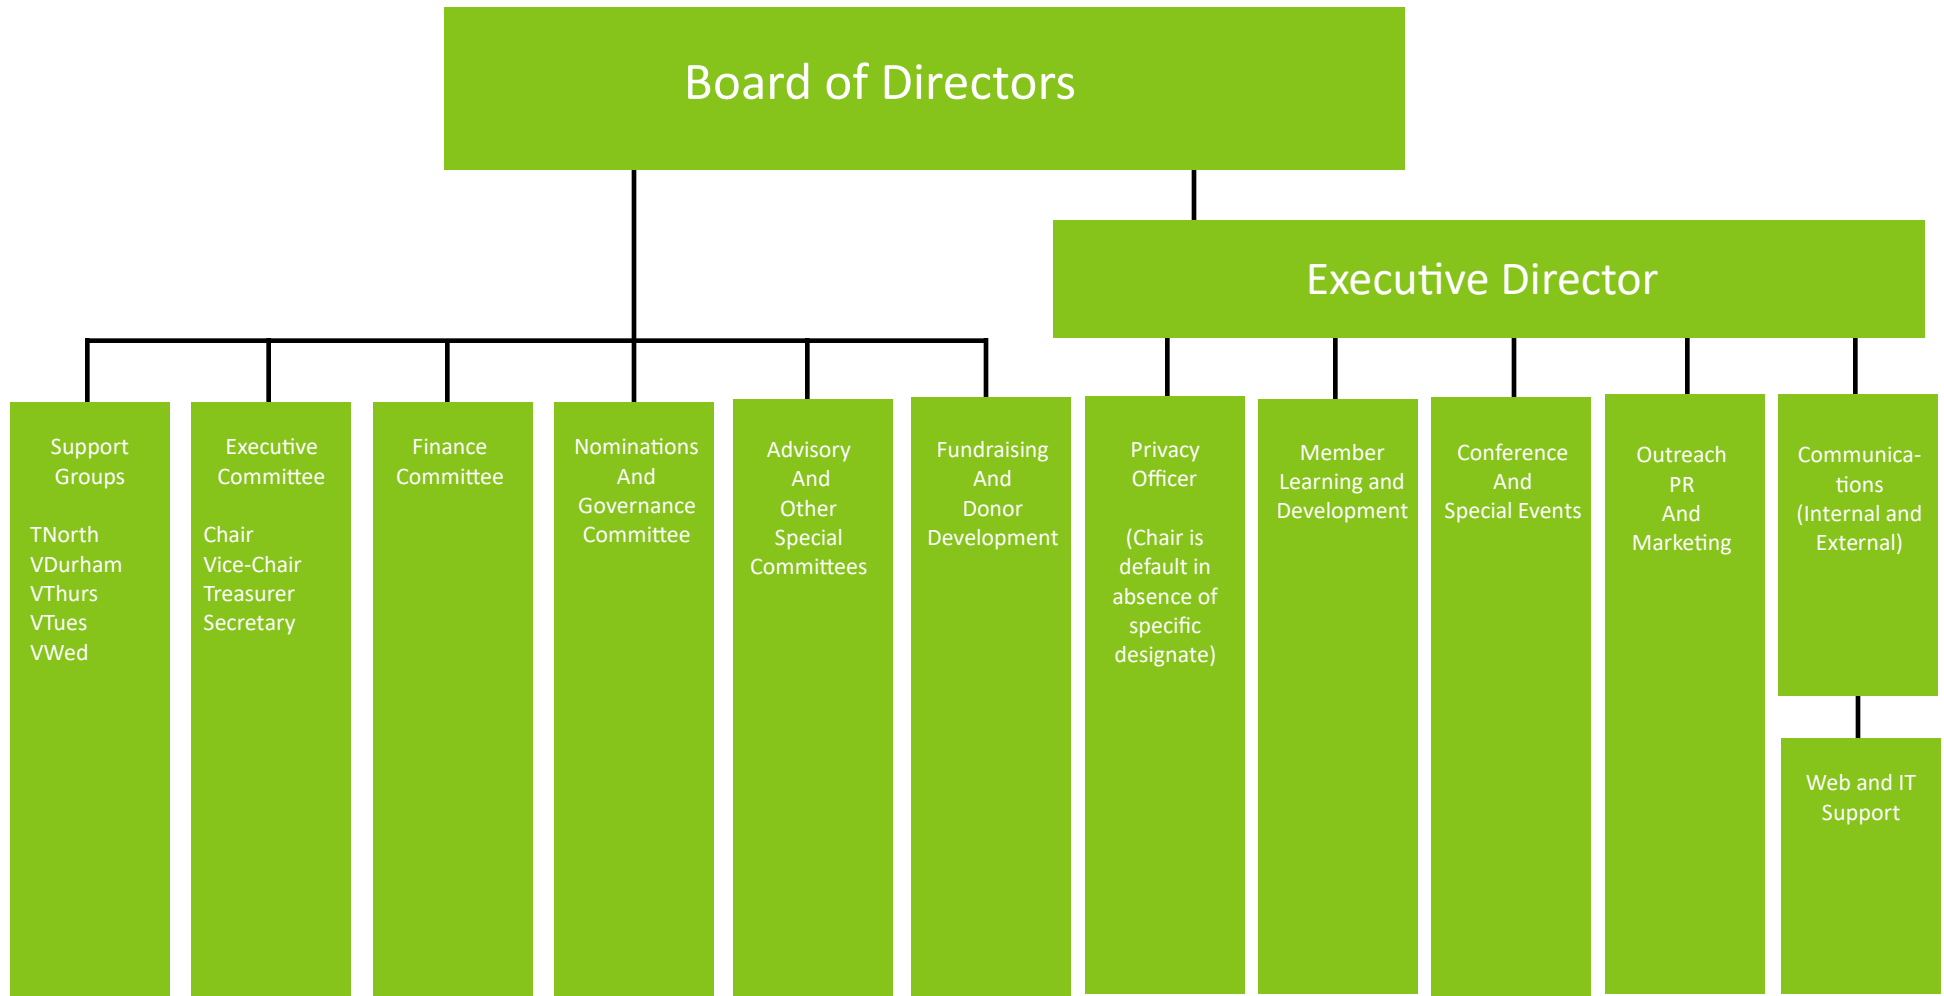 Board of Directors
Executive Director
Support
Groups
TNorth
VDurham
VThurs
VTues
VWed
Executive
Committee
Chair
Vice-Chair
Treasurer
Secretary
Finance
Committee
Nominations
And
Governance
Committee
Advisory
And
Other
Special
Committees
Fundraising
And
Donor
Development
Privacy
Officer
(Chair is
default in
absence of
specific
designate)
Member
Learning and
Development
Conference
And
Special Events
Outreach
PR
And
Marketing
Communica-
tions
(Internal and
External)
Web and IT
Support